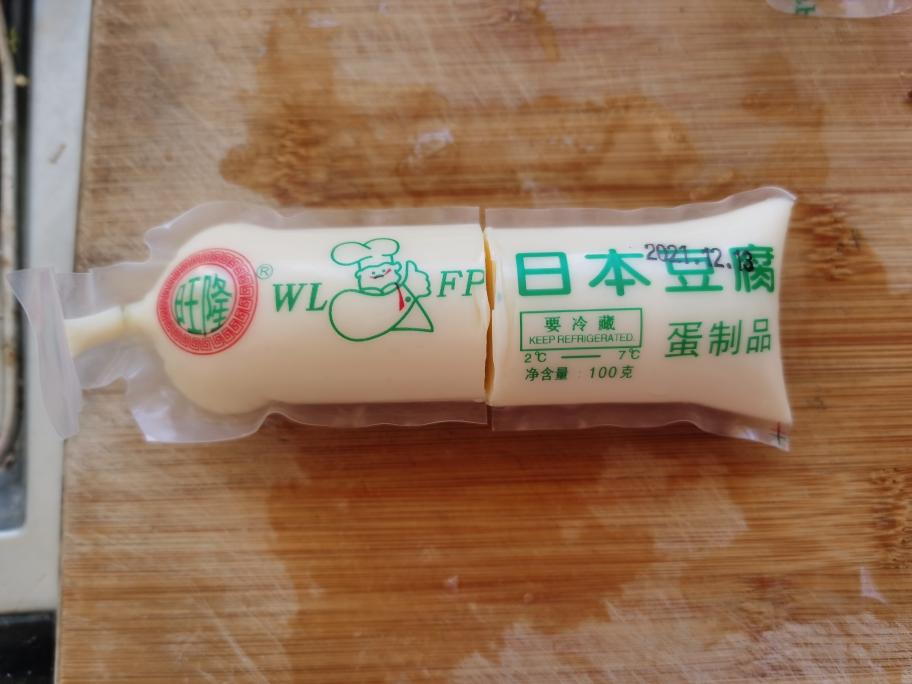 旺隆
®
WL FP
日本豆腐
2021.12.13
要冷藏
KEEP REFRIGERATED.
2℃ — 7℃
净含量:100克
蛋制品